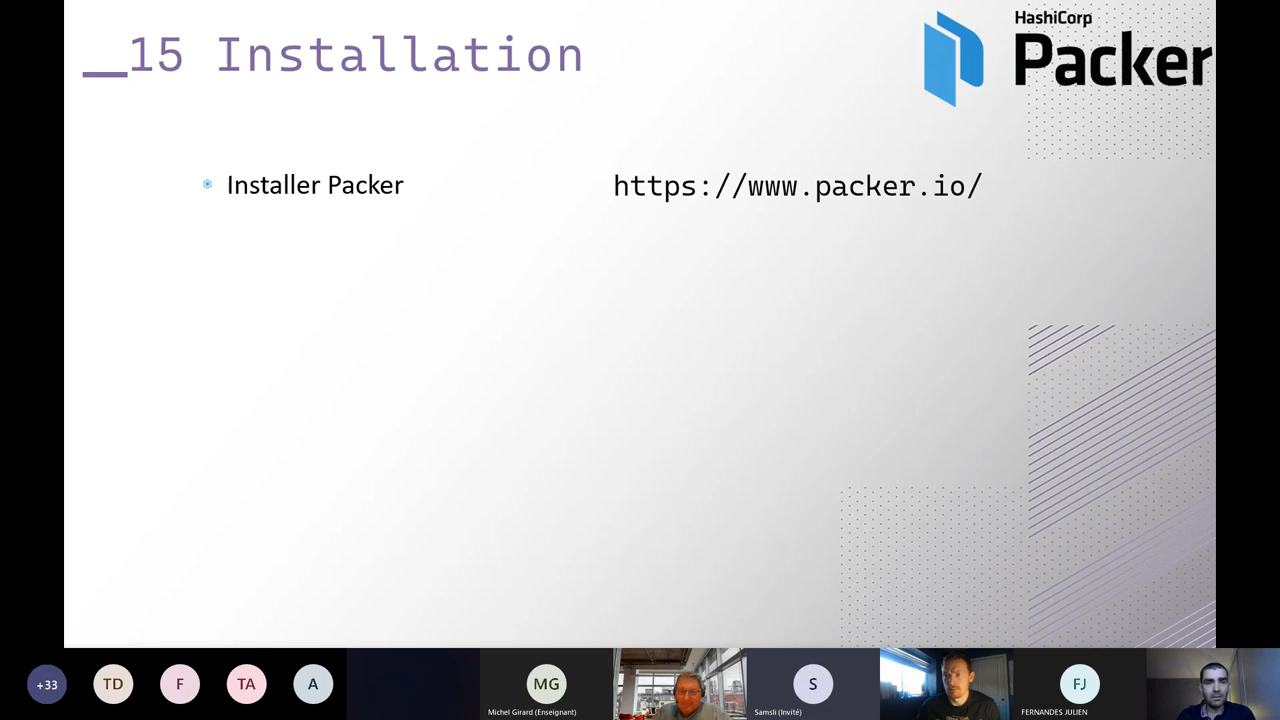 __15 Installation
HashiCorp
Packer
Installer Packer
https://www.packer.io/
+33
TD
F
TA
A
MG
Michel Girard (Enseignant)
S
Samsli (Invité)
FJ
FERNANDES JULIEN